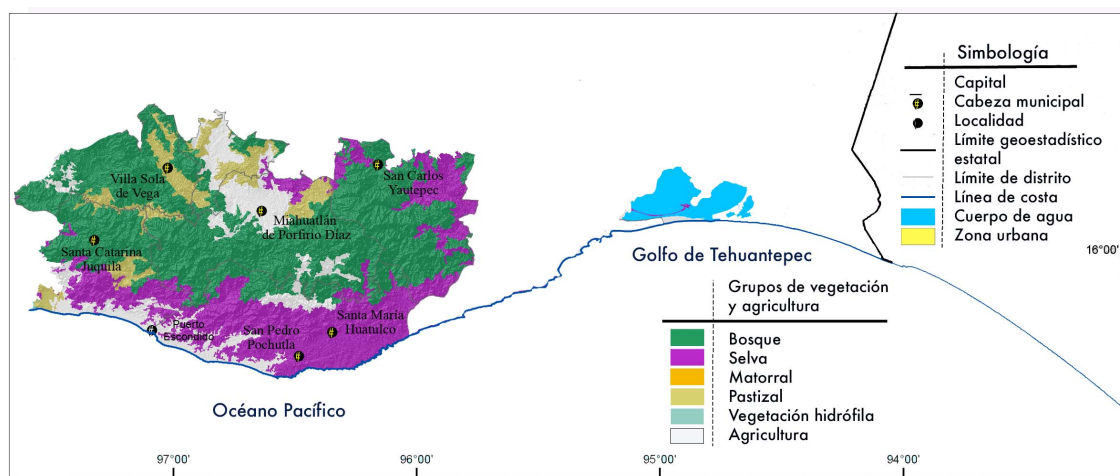 Simbología
Capital
Cabeza municipal
Localidad
Límite geoestadístico
estatal
Límite de distrito
Línea de costa
Cuerpo de agua
Zona urbana
16°00'
Villa Sola
de Vega
San Carlos
Yautepec
Miahuatlán
de Porfirio Díaz
Santa Catarina
Juquila
Puerto
Escondido
San Pedro
Pochutla
Santa María
Huatulco
Golfo de Tehuantepec
Océano Pacífico
Grupos de vegetación
y agricultura
Bosque
Selva
Matorral
Pastizal
Vegetación hidrófila
Agricultura
97°00'
96°00'
95°00'
94°00'